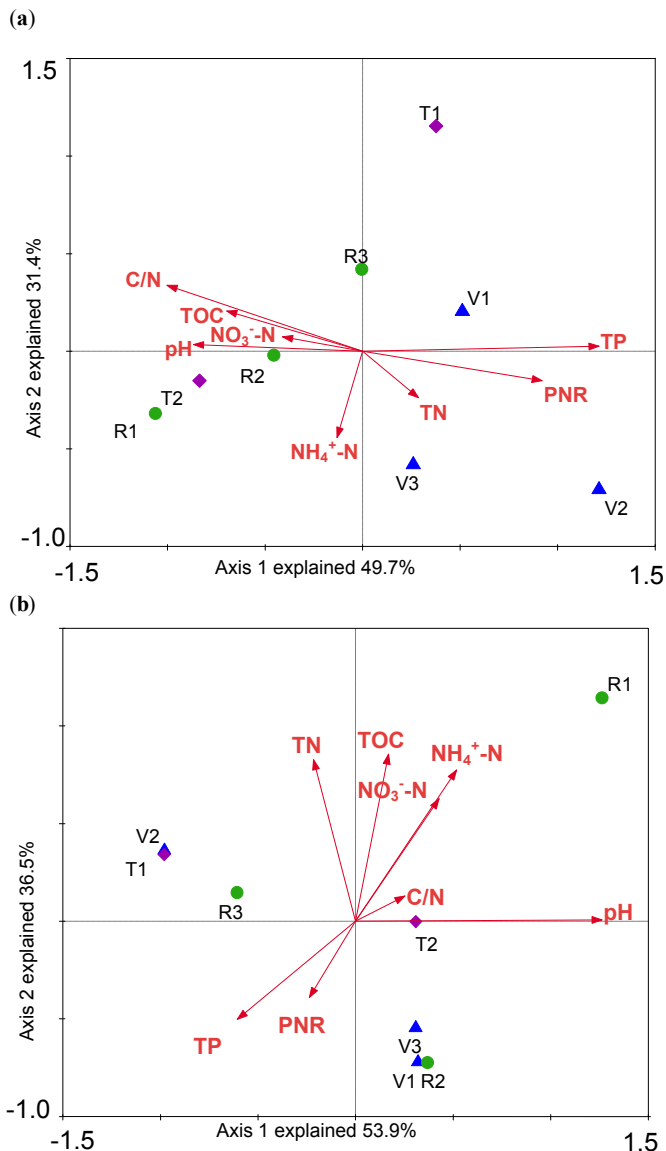 (a)
1.5
T1
R3
C/N
V1
TOC
NO₃⁻-N
TP
pH
R2
PNR
T2
TN
R1
NH₄⁺-N
V3
V2
Axis 2 explained 31.4%
-1.0
-1.5
Axis 1 explained 49.7%
1.5
(b)
R1
TN
TOC
NH₄⁺-N
NO₃⁻-N
V2
T1
C/N
R3
pH
T2
Axis 2 explained 36.5%
PNR
TP
V3
V1 R2
-1.0
-1.5
Axis 1 explained 53.9%
1.5